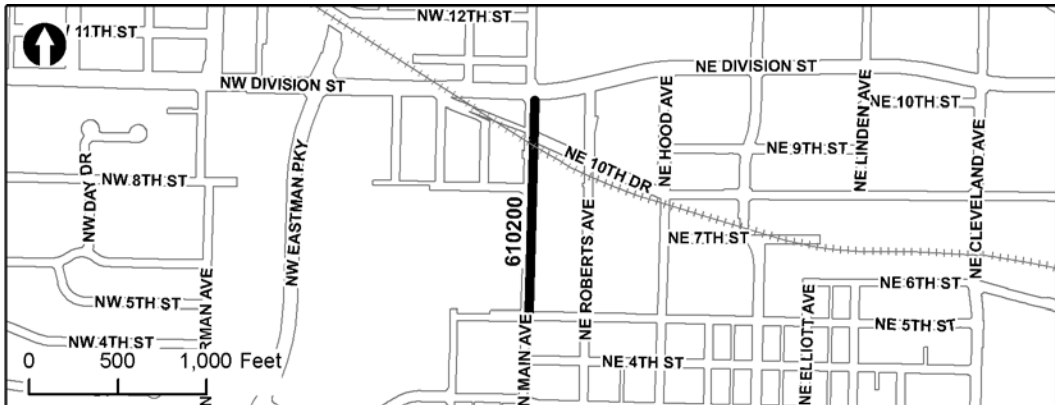 NW 12TH ST
11TH ST
NE DIVISION ST
NW DIVISION ST
NE 10TH ST
NE HOOD AVE
NE LINDEN AVE
NE CLEVELAND AVE
NE 9TH ST
NE 10TH DR
NW DAY DR
NW 8TH ST
NW EASTMAN PKY
610200
NE ROBERTS AVE
NE 7TH ST
NE 6TH ST
NW 5TH ST
RMAN AVE
N MAIN AVE
NE 5TH ST
NE ELLIOTT AVE
NW 4TH ST
NE 4TH ST
0 500 1,000 Feet
N